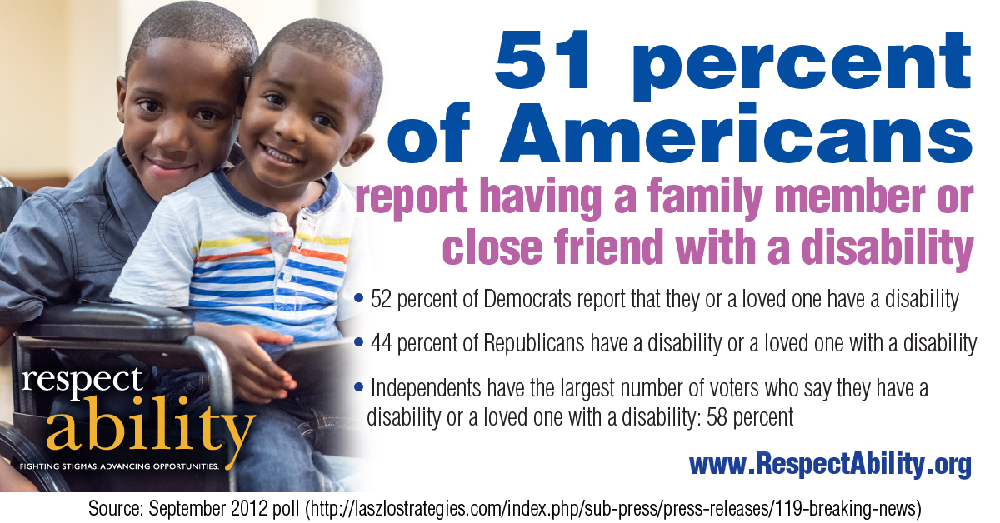 51 percent
of Americans
report having a family member or
close friend with a disability
• 52 percent of Democrats report that they or a loved one have a disability
• 44 percent of Republicans have a disability or a loved one with a disability
• Independents have the largest number of voters who say they have a
disability or a loved one with a disability: 58 percent
www.RespectAbility.org
respect
ability
FIGHTING STIGMAS. ADVANCING OPPORTUNITIES.
Source: September 2012 poll (http://laszlostrategies.com/index.php/sub-press/press-releases/119-breaking-news)